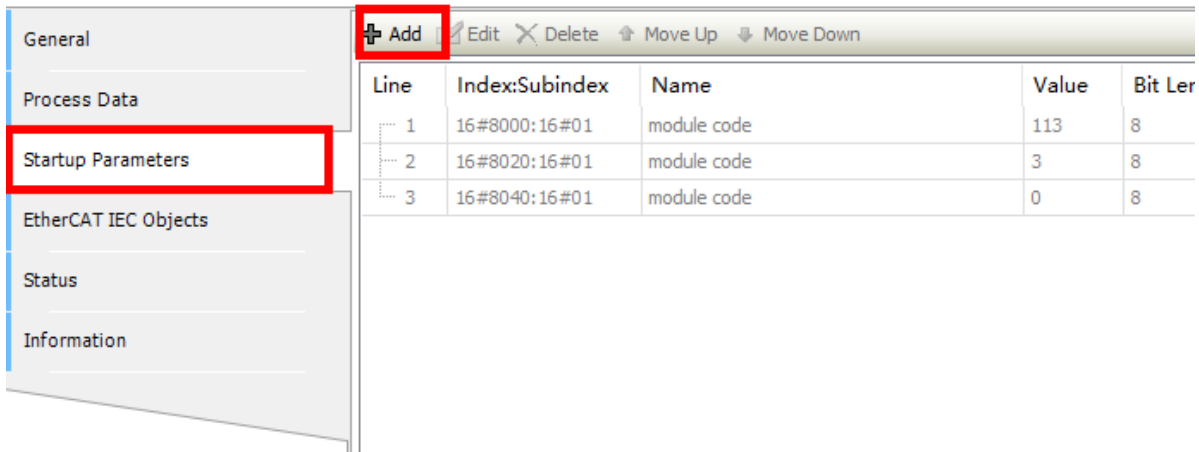 General
Process Data
Startup Parameters
EtherCAT IEC Objects
Status
Information
Add Edit Delete Move Up Move Down
Line Index:Subindex Name Value Bit Ler
1 16#8000:16#01 module code 113 8
2 16#8020:16#01 module code 3 8
3 16#8040:16#01 module code 0 8